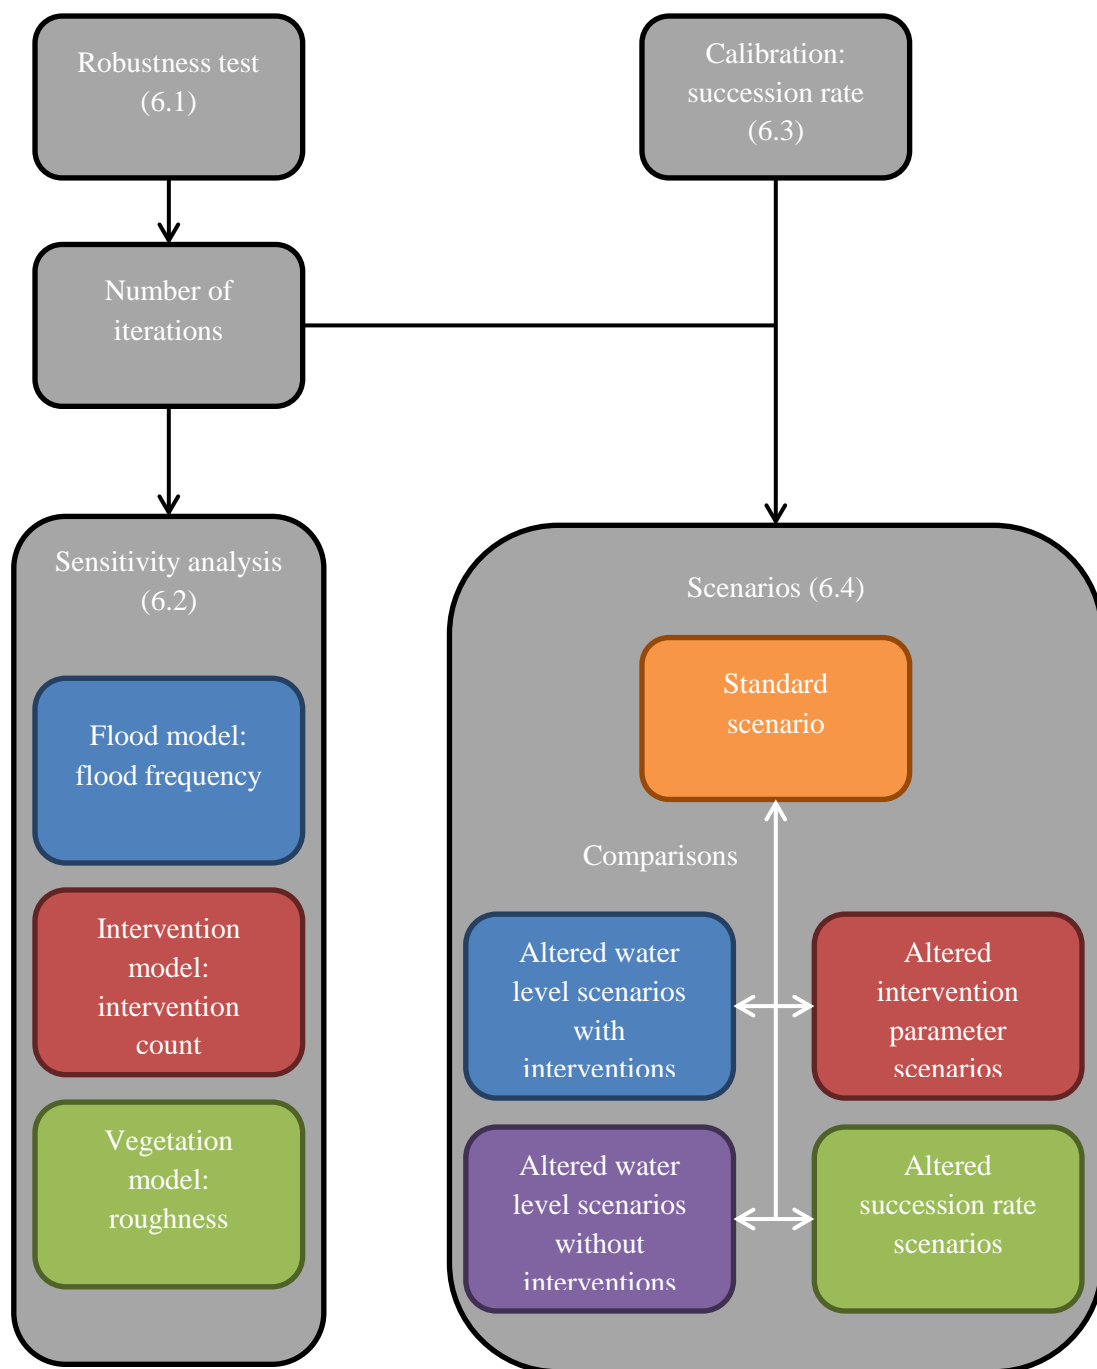 Robustness test
(6.1)
Calibration:
succession rate
(6.3)
Number of
iterations
Sensitivity analysis
(6.2)
Flood model:
flood frequency
Intervention
model:
intervention
count
Vegetation
model:
roughness
Scenarios (6.4)
Standard
scenario
Comparisons
Altered water
level scenarios
with
interventions
Altered
intervention
parameter
scenarios
Altered water
level scenarios
without
interventions
Altered
succession rate
scenarios